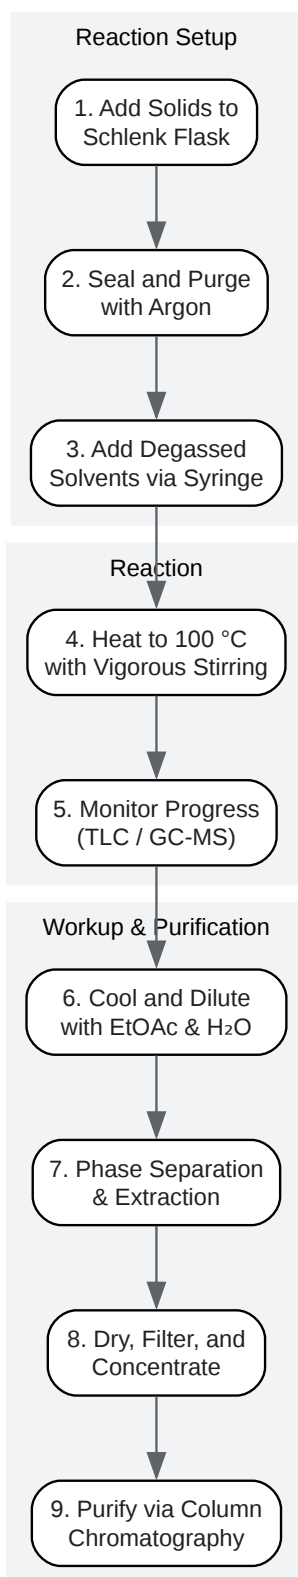 Reaction Setup
1. Add Solids to
Schlenk Flask
2. Seal and Purge
with Argon
3. Add Degassed
Solvents via Syringe
Reaction
4. Heat to 100 °C
with Vigorous Stirring
5. Monitor Progress
(TLC / GC-MS)
Workup & Purification
6. Cool and Dilute
with EtOAc & H₂O
7. Phase Separation
& Extraction
8. Dry, Filter, and
Concentrate
9. Purify via Column
Chromatography